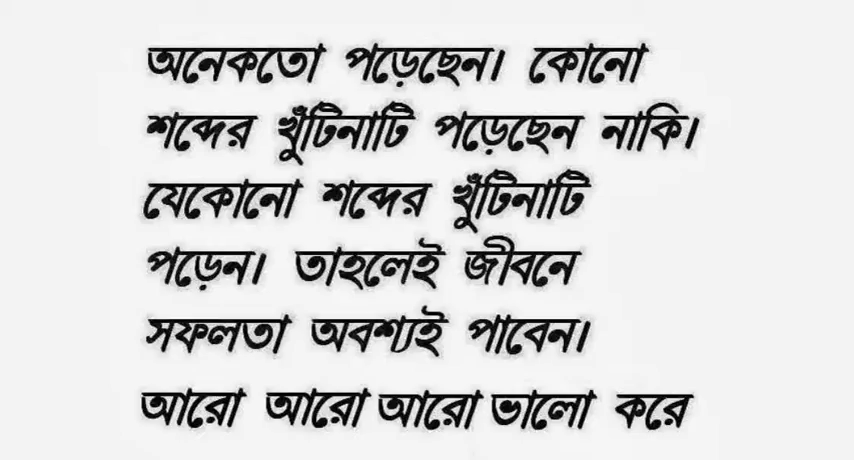 অনেকতো পড়েছেন। কোনো
শব্দের খুঁটিনাটি পড়েছেন নাকি।
যেকোনো শব্দের খুঁটিনাটি
পড়েন। তাহলেই জীবনে
সফলতা অবশ্যই পাবেন।
আরো আরো আরো ভালো করে